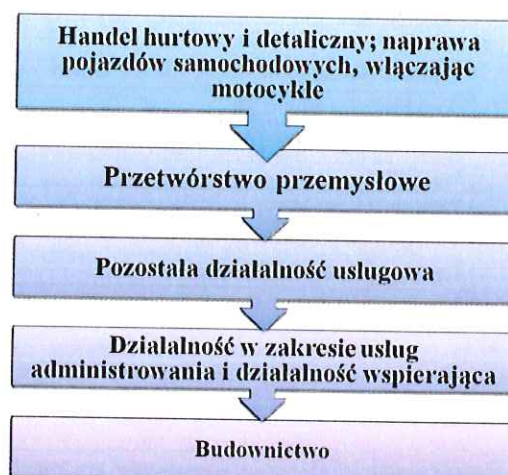 Handel hurtowy i detaliczny; naprawa
pojazdów samochodowych, włączając
motocykle
Przetwórstwo przemysłowe
Pozostała działalność usługowa
Działalność w zakresie usług
administrowania i działalność wspierająca
Budownictwo